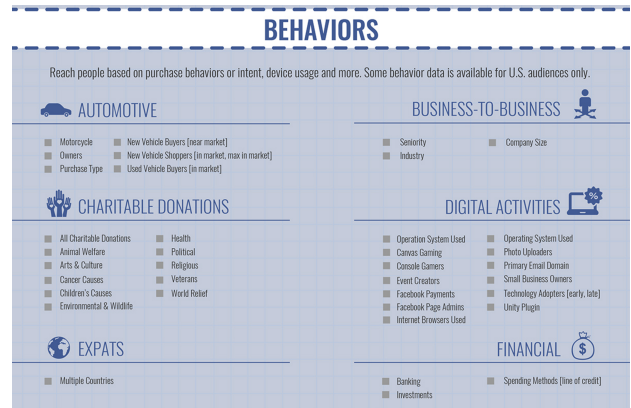 BEHAVIORS
Reach people based on purchase behaviors or intent, device usage and more. Some behavior data is available for U.S. audiences only.
AUTOMOTIVE
Motorcycle
Owners
Purchase Type
New Vehicle Buyers [near market]
New Vehicle Shoppers [in market, max in market]
Used Vehicle Buyers [in market]
BUSINESS-TO-BUSINESS
Seniority
Industry
Company Size
CHARITABLE DONATIONS
All Charitable Donations
Animal Welfare
Arts & Culture
Cancer Causes
Children's Causes
Environmental & Wildlife
Health
Political
Religious
Veterans
World Relief
DIGITAL ACTIVITIES
%
Operation System Used
Canvas Gaming
Console Gamers
Event Creators
Facebook Payments
Facebook Page Admins
Internet Browsers Used
Operating System Used
Photo Uploaders
Primary Email Domain
Small Business Owners
Technology Adopters [early, late]
Unity Plugin
EXPATS
Multiple Countries
FINANCIAL
$
Banking
Investments
Spending Methods [line of credit]